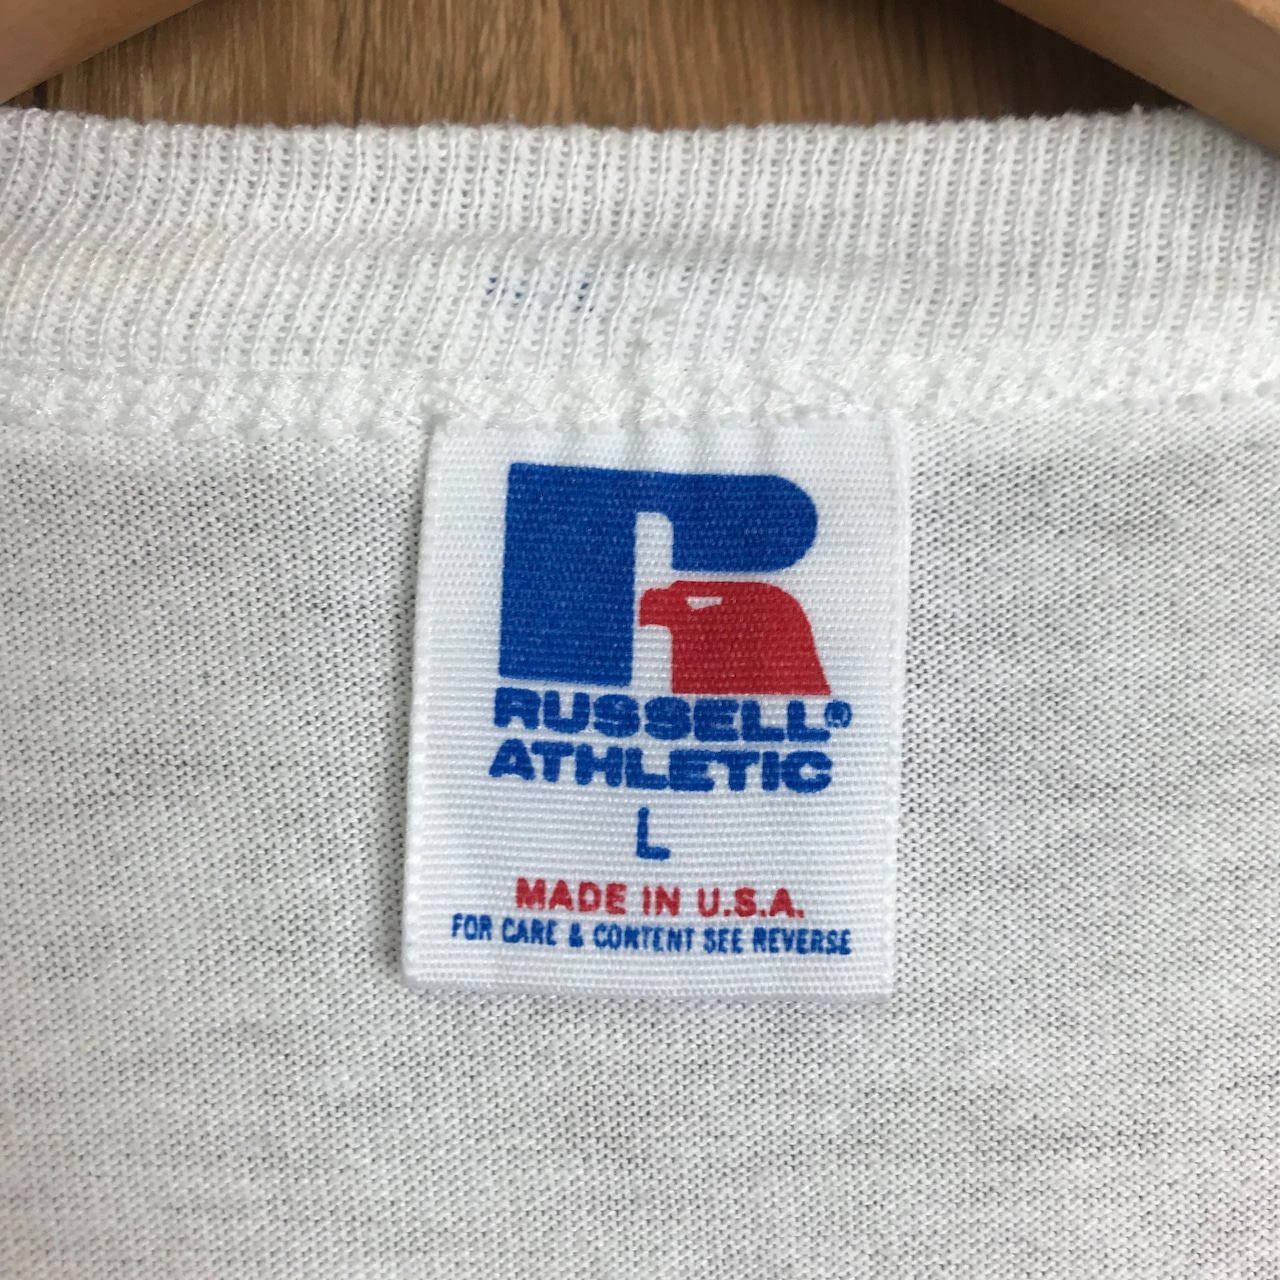 RUSSELL®
ATHLETIC
L
MADE IN U.S.A.
FOR CARE & CONTENT SEE REVERSE